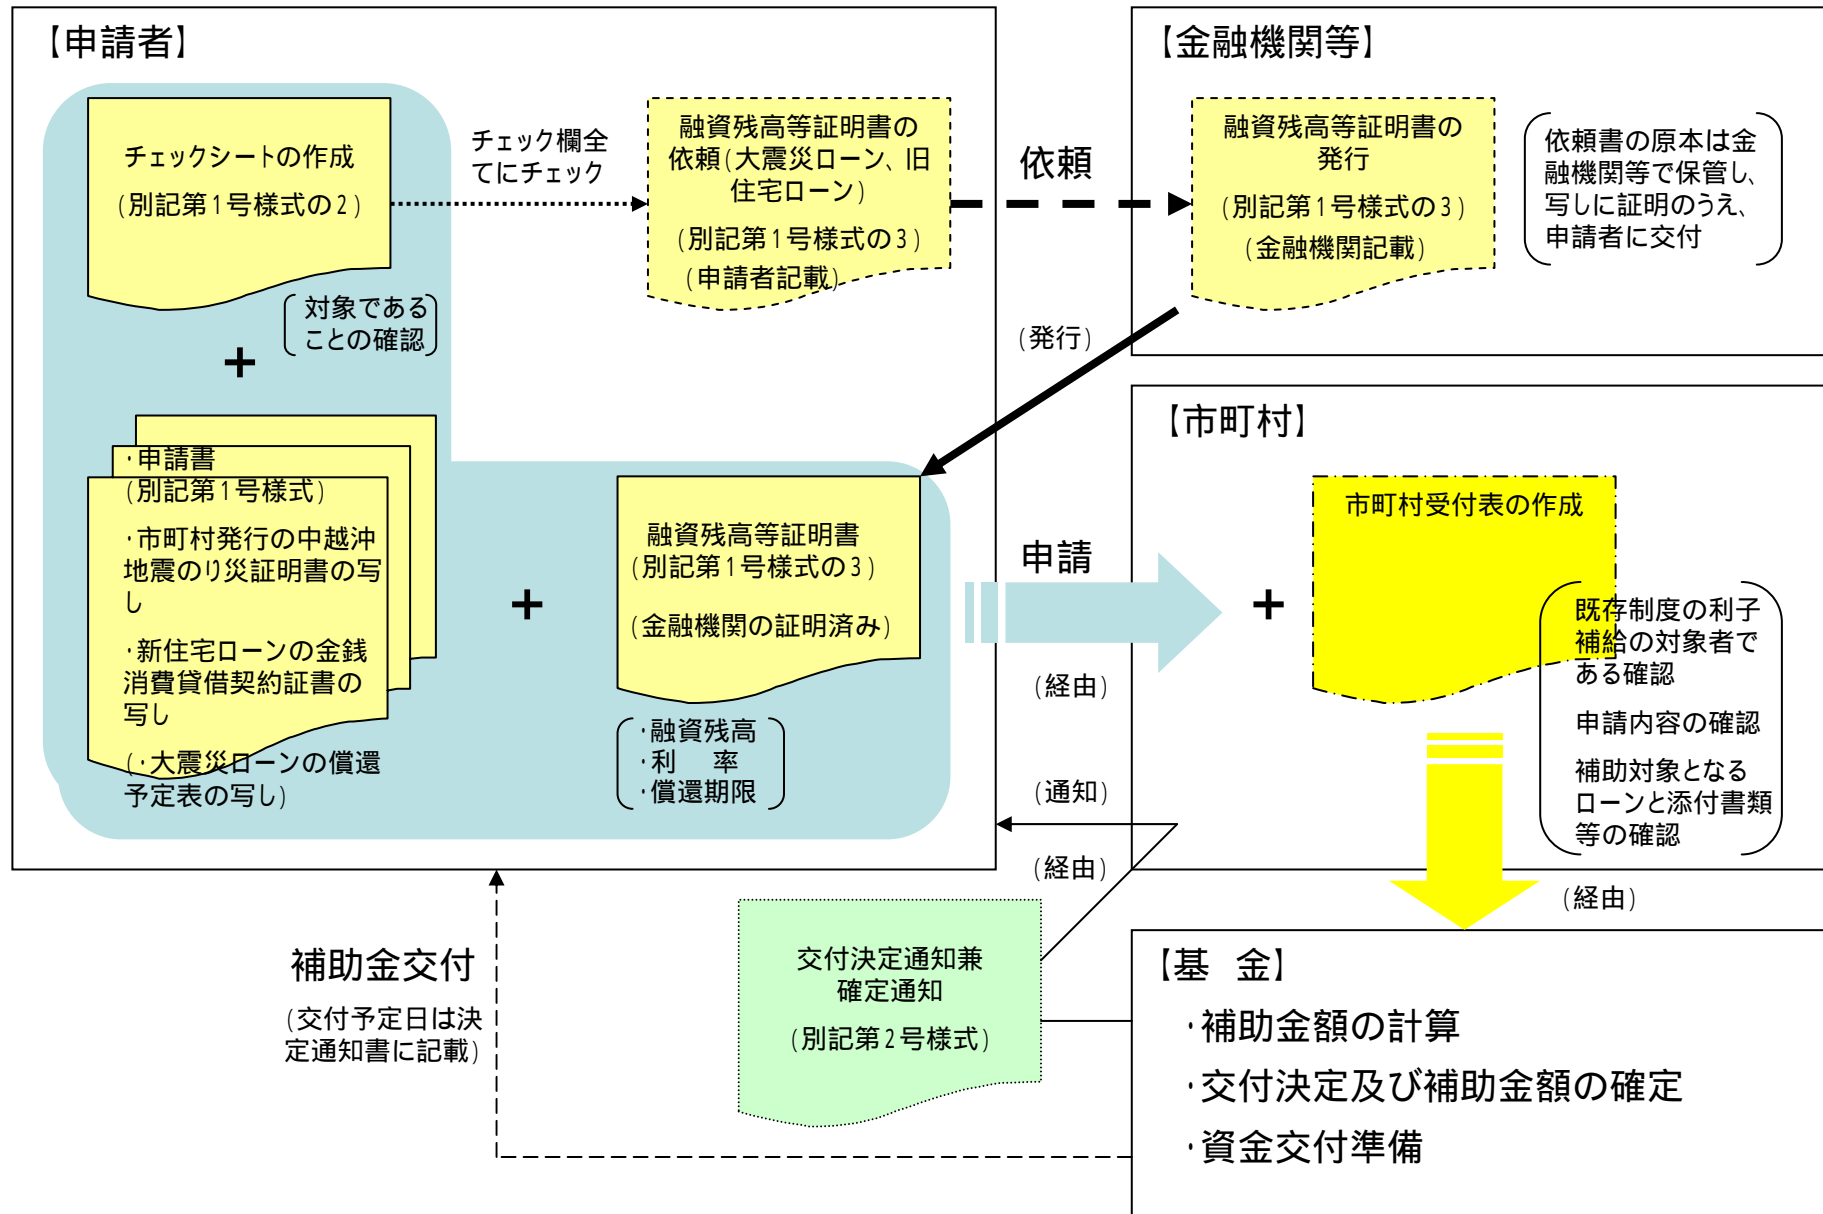 【申請者】
チェックシートの作成
(別記第1号様式の2)
チェック欄全
てにチェック
融資残高等証明書の
依頼(大震災ローン、旧
住宅ローン)
(別記第1号様式の3)
(申請者記載)
対象である
ことの確認
+
・申請書
(別記第1号様式)
・市町村発行の中越沖
地震のり災証明書の写
し
・新住宅ローンの金銭
消費貸借契約証書の
写し
(・大震災ローンの償還
予定表の写し)
+
融資残高等証明書
(別記第1号様式の3)
(金融機関の証明済み)
・融資残高
・利　率
・償還期限
依頼
(発行)
【金融機関等】
融資残高等証明書の
発行
(別記第1号様式の3)
(金融機関記載)
依頼書の原本は金
融機関等で保管し、
写しに証明のうえ、
申請者に交付
申請
(経由)
(通知)
(経由)
【市町村】
+
市町村受付表の作成
既存制度の利子
補給の対象者で
ある確認
申請内容の確認
補助対象となる
ローンと添付書類
等の確認
(経由)
補助金交付
(交付予定日は決
定通知書に記載)
交付決定通知兼
確定通知
(別記第2号様式)
【基　金】
・補助金額の計算
・交付決定及び補助金額の確定
・資金交付準備